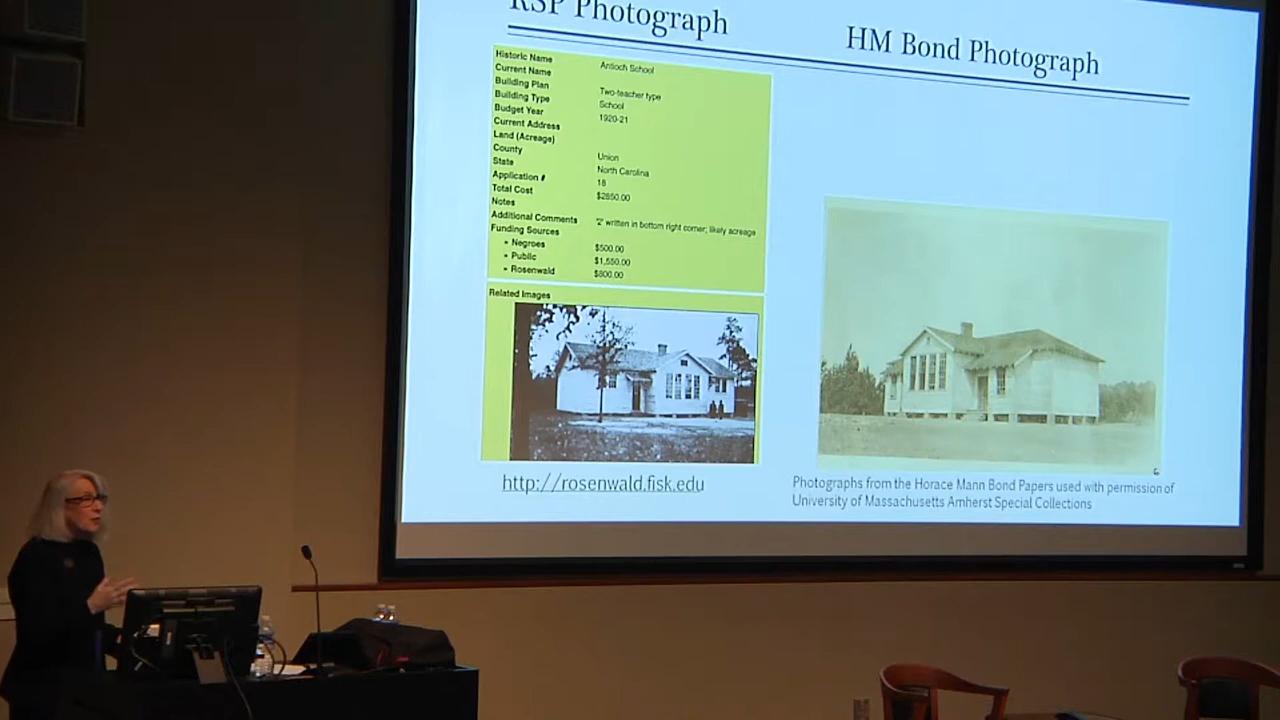 RSP Photograph
HM Bond Photograph
Historic Name Antioch School
Current Name
Building Plan Two-teacher type
Building Type School
Budget Year 1920-21
Current Address
Land (Acreage)
County Union
State North Carolina
Application # 18
Total Cost $2850.00
Notes
Additional Comments "2" written in bottom right corner; likely acreage
Funding Sources
• Negroes $500.00
• Public $1,550.00
• Rosenwald $800.00
Related Images
http://rosenwald.fisk.edu
Photographs from the Horace Mann Bond Papers used with permission of
University of Massachusetts Amherst Special Collections